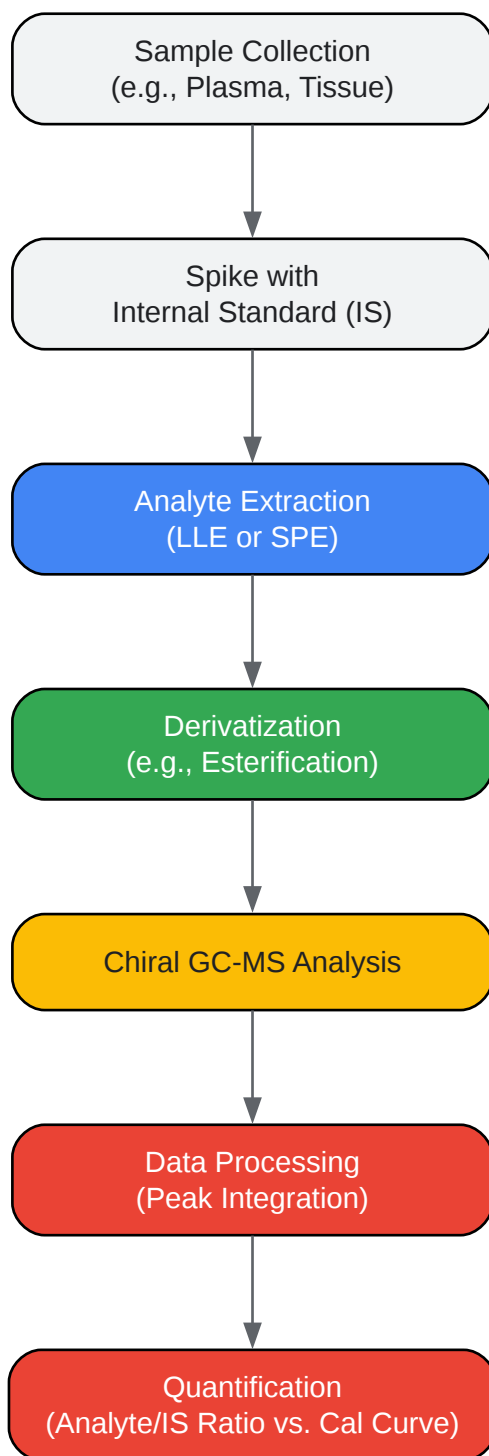 Sample Collection
(e.g., Plasma, Tissue)
Spike with
Internal Standard (IS)
Analyte Extraction
(LLE or SPE)
Derivatization
(e.g., Esterification)
Chiral GC-MS Analysis
Data Processing
(Peak Integration)
Quantification
(Analyte/IS Ratio vs. Cal Curve)